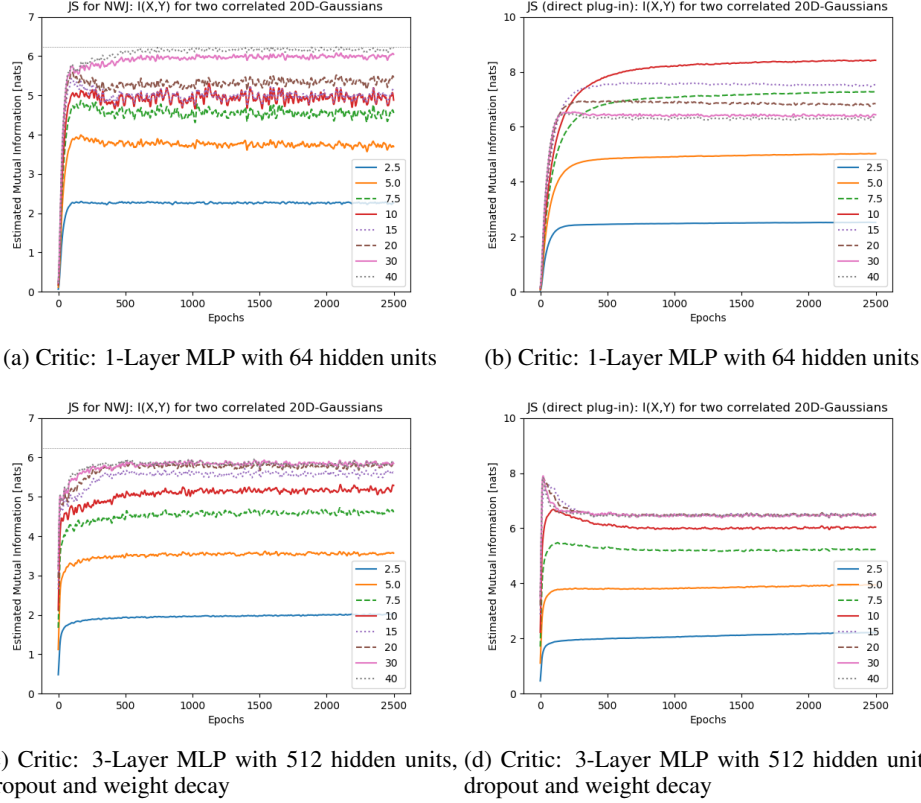 JS for NWJ: I(X,Y) for two correlated 20D-Gaussians
Estimated Mutual Information [nats]
7
6
5
4
3
2
1
0
2.5
5.0
7.5
10
15
20
30
40
0 500 1000 1500 2000 2500
Epochs
(a) Critic: 1-Layer MLP with 64 hidden units
JS (direct plug-in): I(X,Y) for two correlated 20D-Gaussians
Estimated Mutual Information [nats]
10
8
6
4
2
0
2.5
5.0
7.5
10
15
20
30
40
0 500 1000 1500 2000 2500
Epochs
(b) Critic: 1-Layer MLP with 64 hidden units
JS for NWJ: I(X,Y) for two correlated 20D-Gaussians
Estimated Mutual Information [nats]
7
6
5
4
3
2
1
0
2.5
5.0
7.5
10
15
20
30
40
0 500 1000 1500 2000 2500
Epochs
) Critic: 3-Layer MLP with 512 hidden units,
ropout and weight decay
JS (direct plug-in): I(X,Y) for two correlated 20D-Gaussians
Estimated Mutual Information [nats]
10
8
6
4
2
0
2.5
5.0
7.5
10
15
20
30
40
0 500 1000 1500 2000 2500
Epochs
(d) Critic: 3-Layer MLP with 512 hidden unit
dropout and weight decay